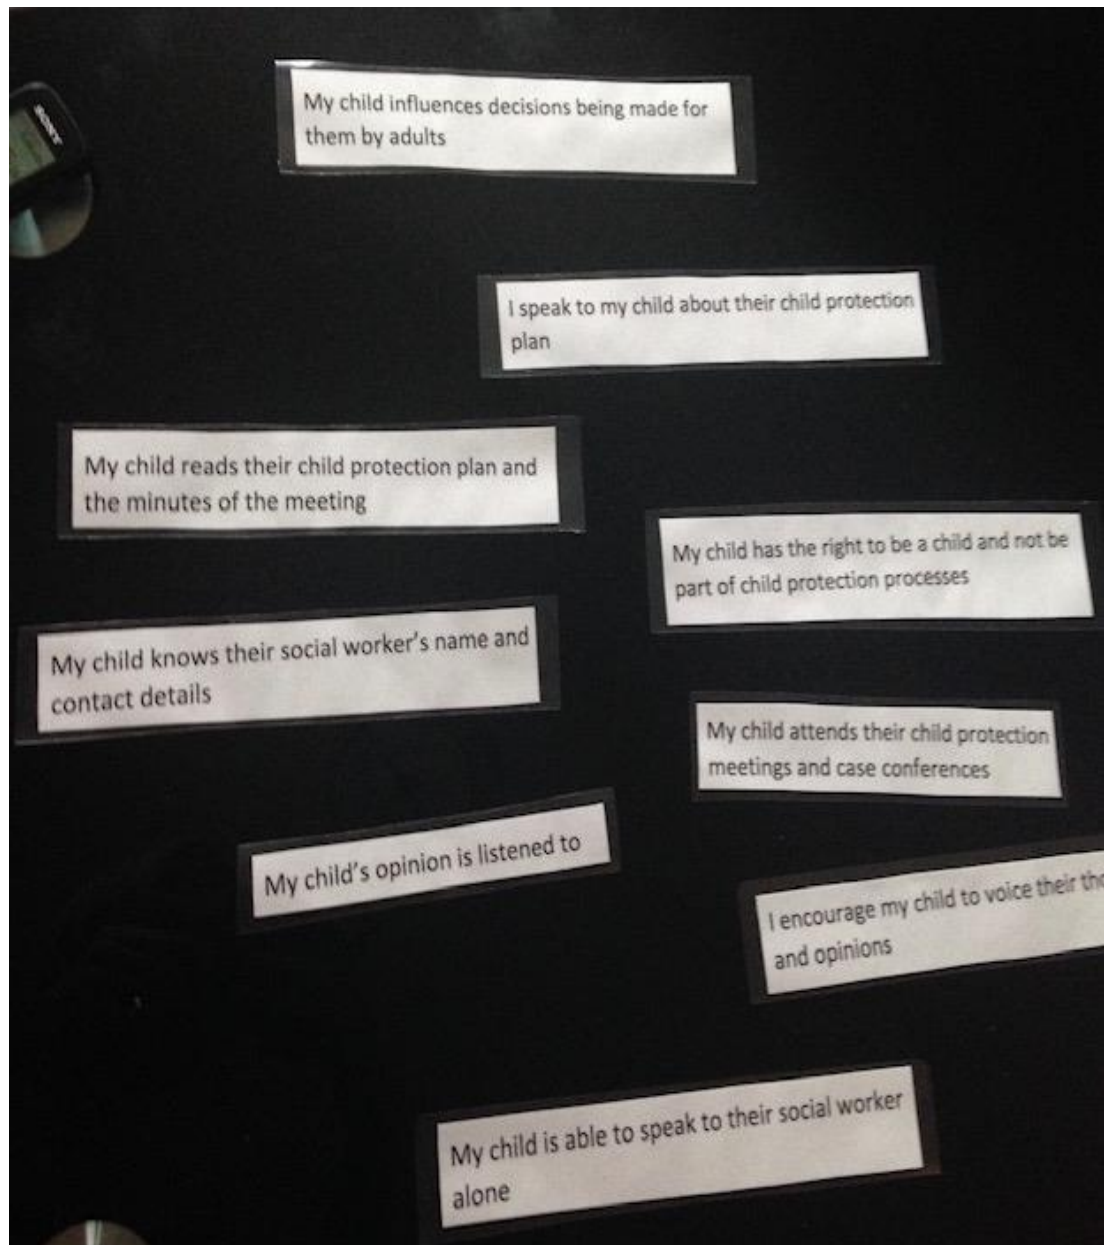 SONY
My child influences decisions being made for
them by adults
I speak to my child about their child protection
plan
My child reads their child protection plan and
the minutes of the meeting
My child has the right to be a child and not be
part of child protection processes
My child knows their social worker's name and
contact details
My child attends their child protection
meetings and case conferences
My child's opinion is listened to
I encourage my child to voice their
and opinions
My child is able to speak to their social worker
alone